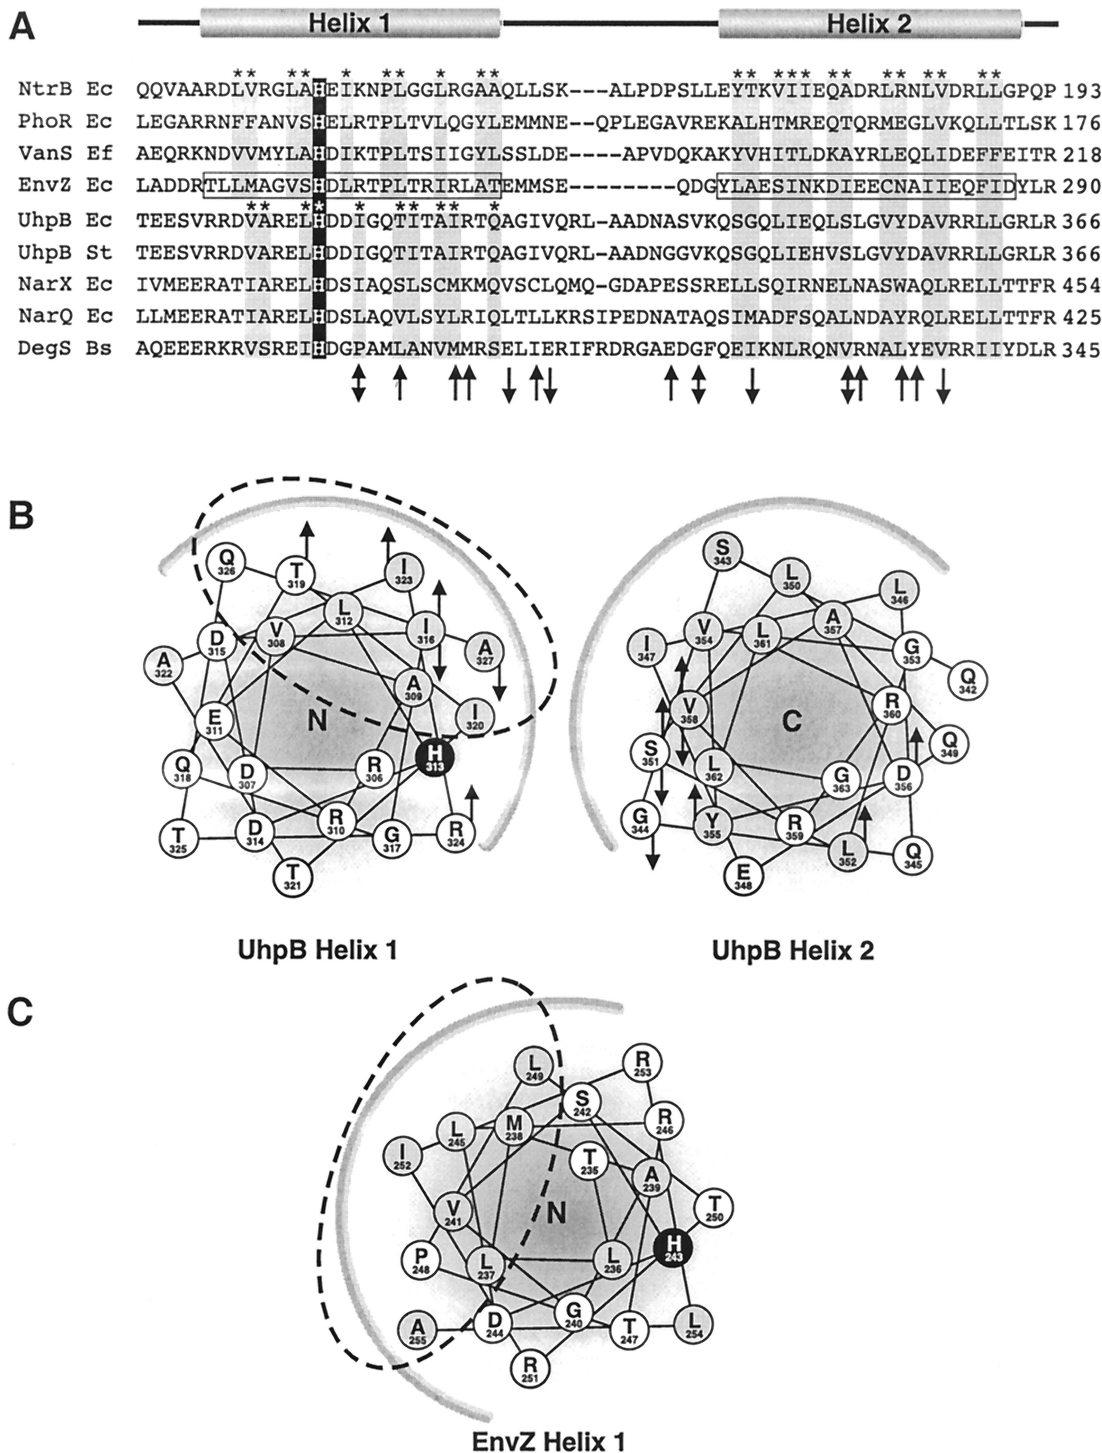 A
Helix 1 Helix 2
** ** * ** * ** ** *** ** ** ** **
NtrB Ec QQVAARDLVRGLAHEIKNPLGGLRGAAQLLSK---ALPDPSLLEYTKVIIEQADRLRNLVDRLLGPQP 193
PhoR Ec LEGARRNFFANVSHELRTPLTVLQGYLEMMNE--QPLEGAVREKALHTMREQTQRMEGLVKQLLTLSK 176
VanS Ef AEQRKNDVVMYLAHDIKTPLTSIIGYLSSLDE----APVDQKAKYVHITLDKAYRLEQLIDEFFEITR 218
EnvZ Ec LADDRTLLMAGVSHDLRTPLTRIRLATEMMSE--------QDGYLAESINKDIEECNAIIEQFIDYLR 290
** ** * ** ** *
UhpB Ec TEESVRRDVARELHDDIGQTITAIRTQAGIVQRL-AADNASVKQSGQLIEQLSLGVYDAVRRLLGRLR 366
UhpB St TEESVRRDVARELHDDIGQTITAIRTQAGIVQRL-AADNGGVKQSGQLIEHVSLGVYDAVRRLLGRLR 366
NarX Ec IVMEERATIARELHDSIAQSLSCMKMQVSCLQMQ-GDAPESSRELLSQIRNELNASWAQLRELLTTFR 454
NarQ Ec LLMEERATIARELHDSLAQVLSYLRIQLTLLKRSIPEDNATAQSIMADFSQALNDAYRQLRELLTTFR 425
DegS Bs AQEEERKRVSREIHDGPAMLANVMMRSELIERIFRDRGAEDGFQEIKNLRQNVRNALYEVRRIIYDLR 345
B
Q 326
T 319
I 323
L 312
V 308
I 316
D 315
A 327
A 322
A 309
E 311
N
I 320
H 313
Q 318
D 307
R 306
R 310
T 325
D 314
G 317
R 324
T 321
UhpB Helix 1
S 343
L 350
L 346
A 357
V 354
L 361
I 347
G 353
Q 342
V 358
C
R 360
S 351
Q 349
L 362
G 363
D 356
G 344
Y 355
R 359
L 352
Q 345
E 348
UhpB Helix 2
C
L 249
R 253
S 242
M 238
R 246
L 245
I 252
T 235
A 239
V 241
N
T 250
H 243
P 248
L 237
L 236
G 240
A 255
D 244
T 247
L 254
R 251
EnvZ Helix 1